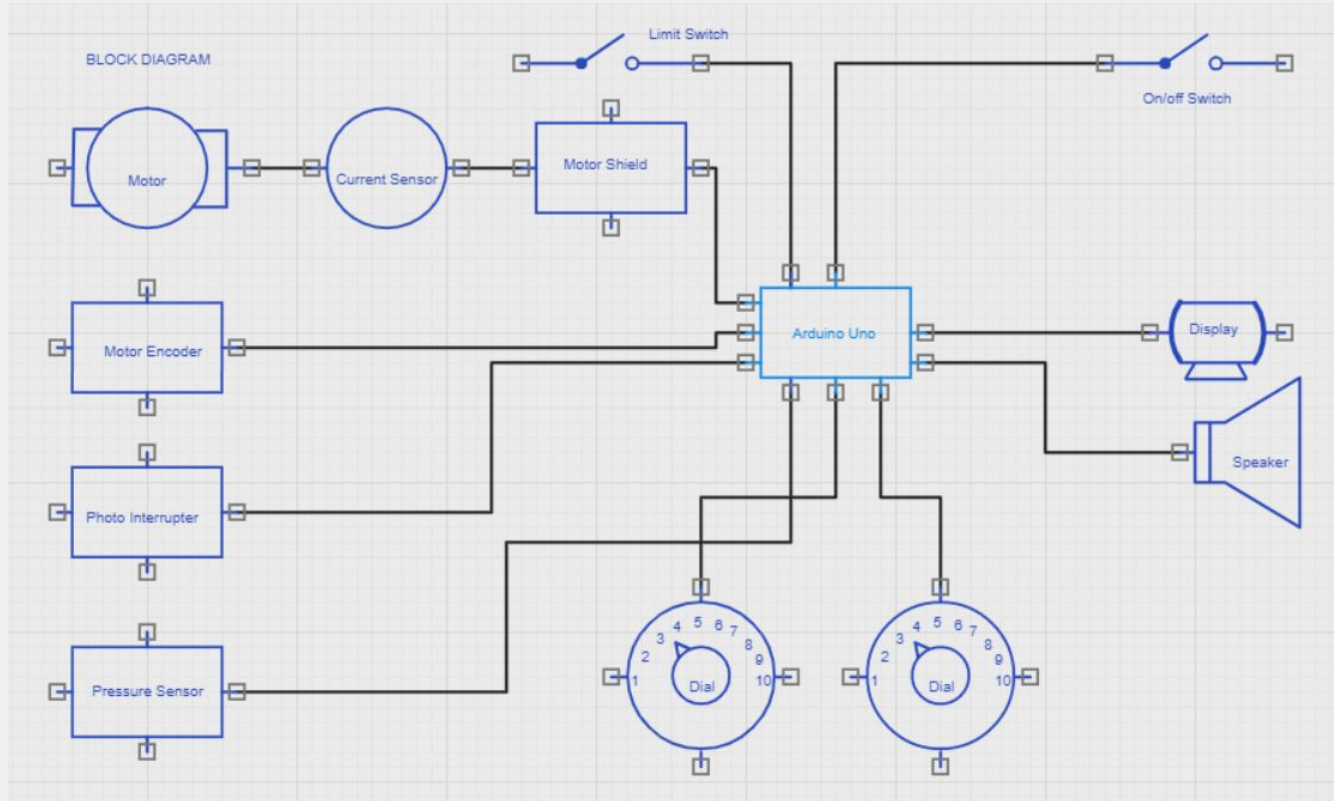 Limit Switch
BLOCK DIAGRAM
On/off Switch
Motor
Current Sensor
Motor Shield
Motor Encoder
Arduino Uno
Display
Photo Interrupter
Speaker
Pressure Sensor
1 2 3 4 5 6 7 8 9 10
Dial
1 2 3 4 5 6 7 8 9 10
Dial